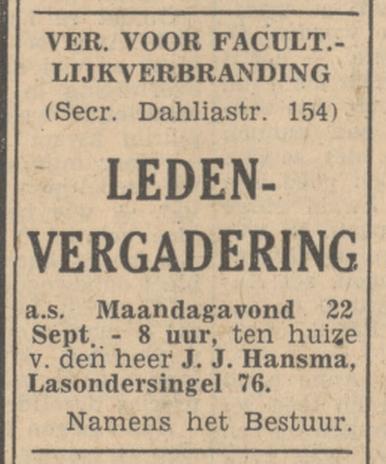 VER. VOOR FACULT.-
LIJKVERBRANDING
(Secr. Dahliastr. 154)
LEDEN-
VERGADERING
a.s. Maandagavond 22
Sept. - 8 uur, ten huize
v. den heer J. J. Hansma,
Lasondersingel 76.
Namens het Bestuur.